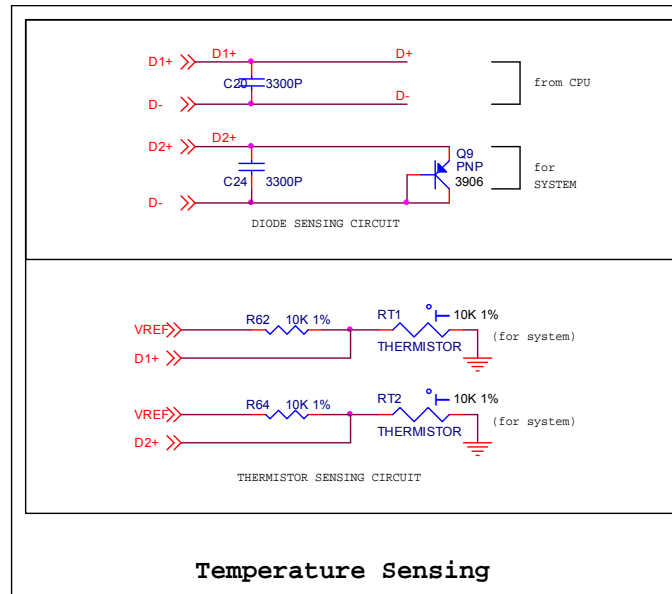 D1+ D1+ D+
C20 3300P
from CPU
D- D-
D2+ D2+
Q9
PNP
3906
for
SYSTEM
C24 3300P
D-
DIODE SENSING CIRCUIT
R62 10K 1% RT1 10K 1%
VREF (for system)
THERMISTOR
D1+
R64 10K 1% RT2 10K 1%
VREF (for system)
THERMISTOR
D2+
THERMISTOR SENSING CIRCUIT
Temperature Sensing